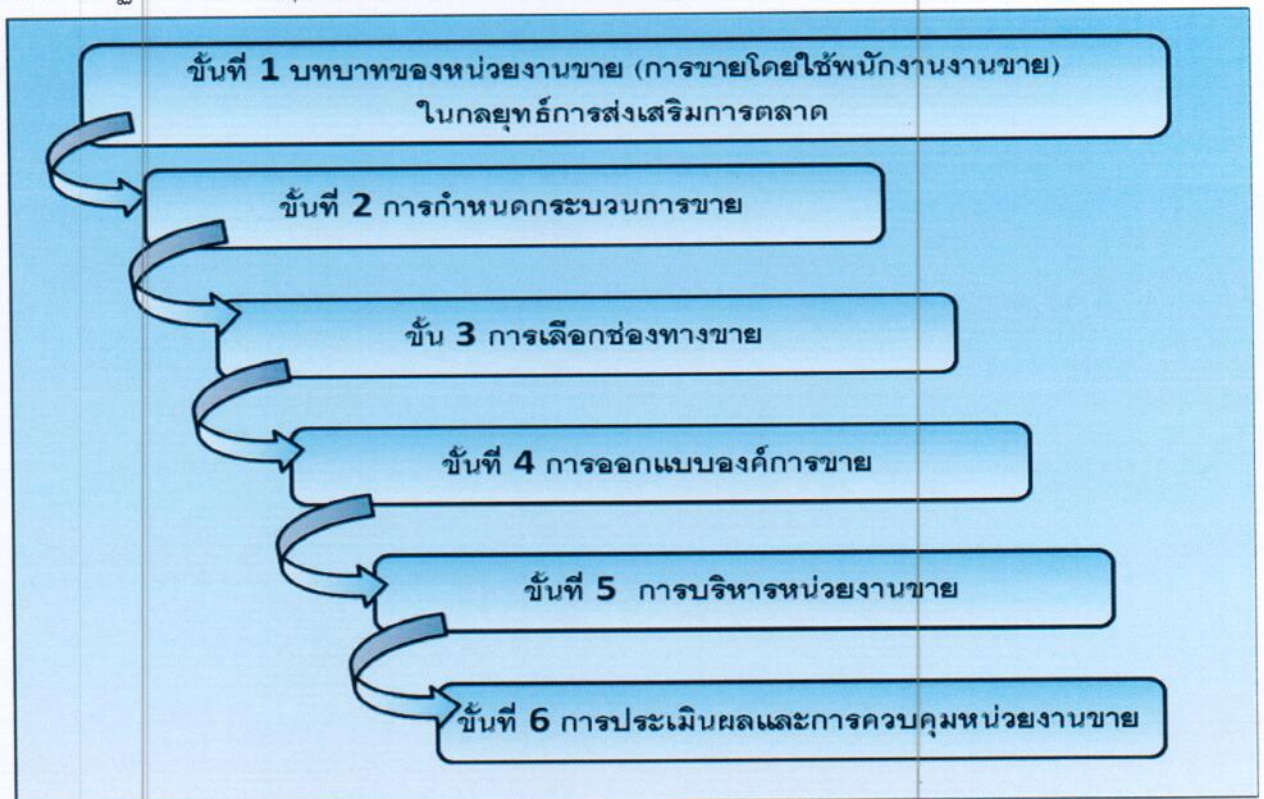 ขั้นที่ 1 บทบาทของหน่วยงานขาย (การขายโดยใช้พนักงานงานขาย)
ในกลยุทธ์การส่งเสริมการตลาด
ขั้นที่ 2 การกำหนดกระบวนการขาย
ขั้น 3 การเลือกช่องทางขาย
ขั้นที่ 4 การออกแบบองค์การขาย
ขั้นที่ 5 การบริหารหน่วยงานขาย
ขั้นที่ 6 การประเมินผลและการควบคุมหน่วยงานขาย